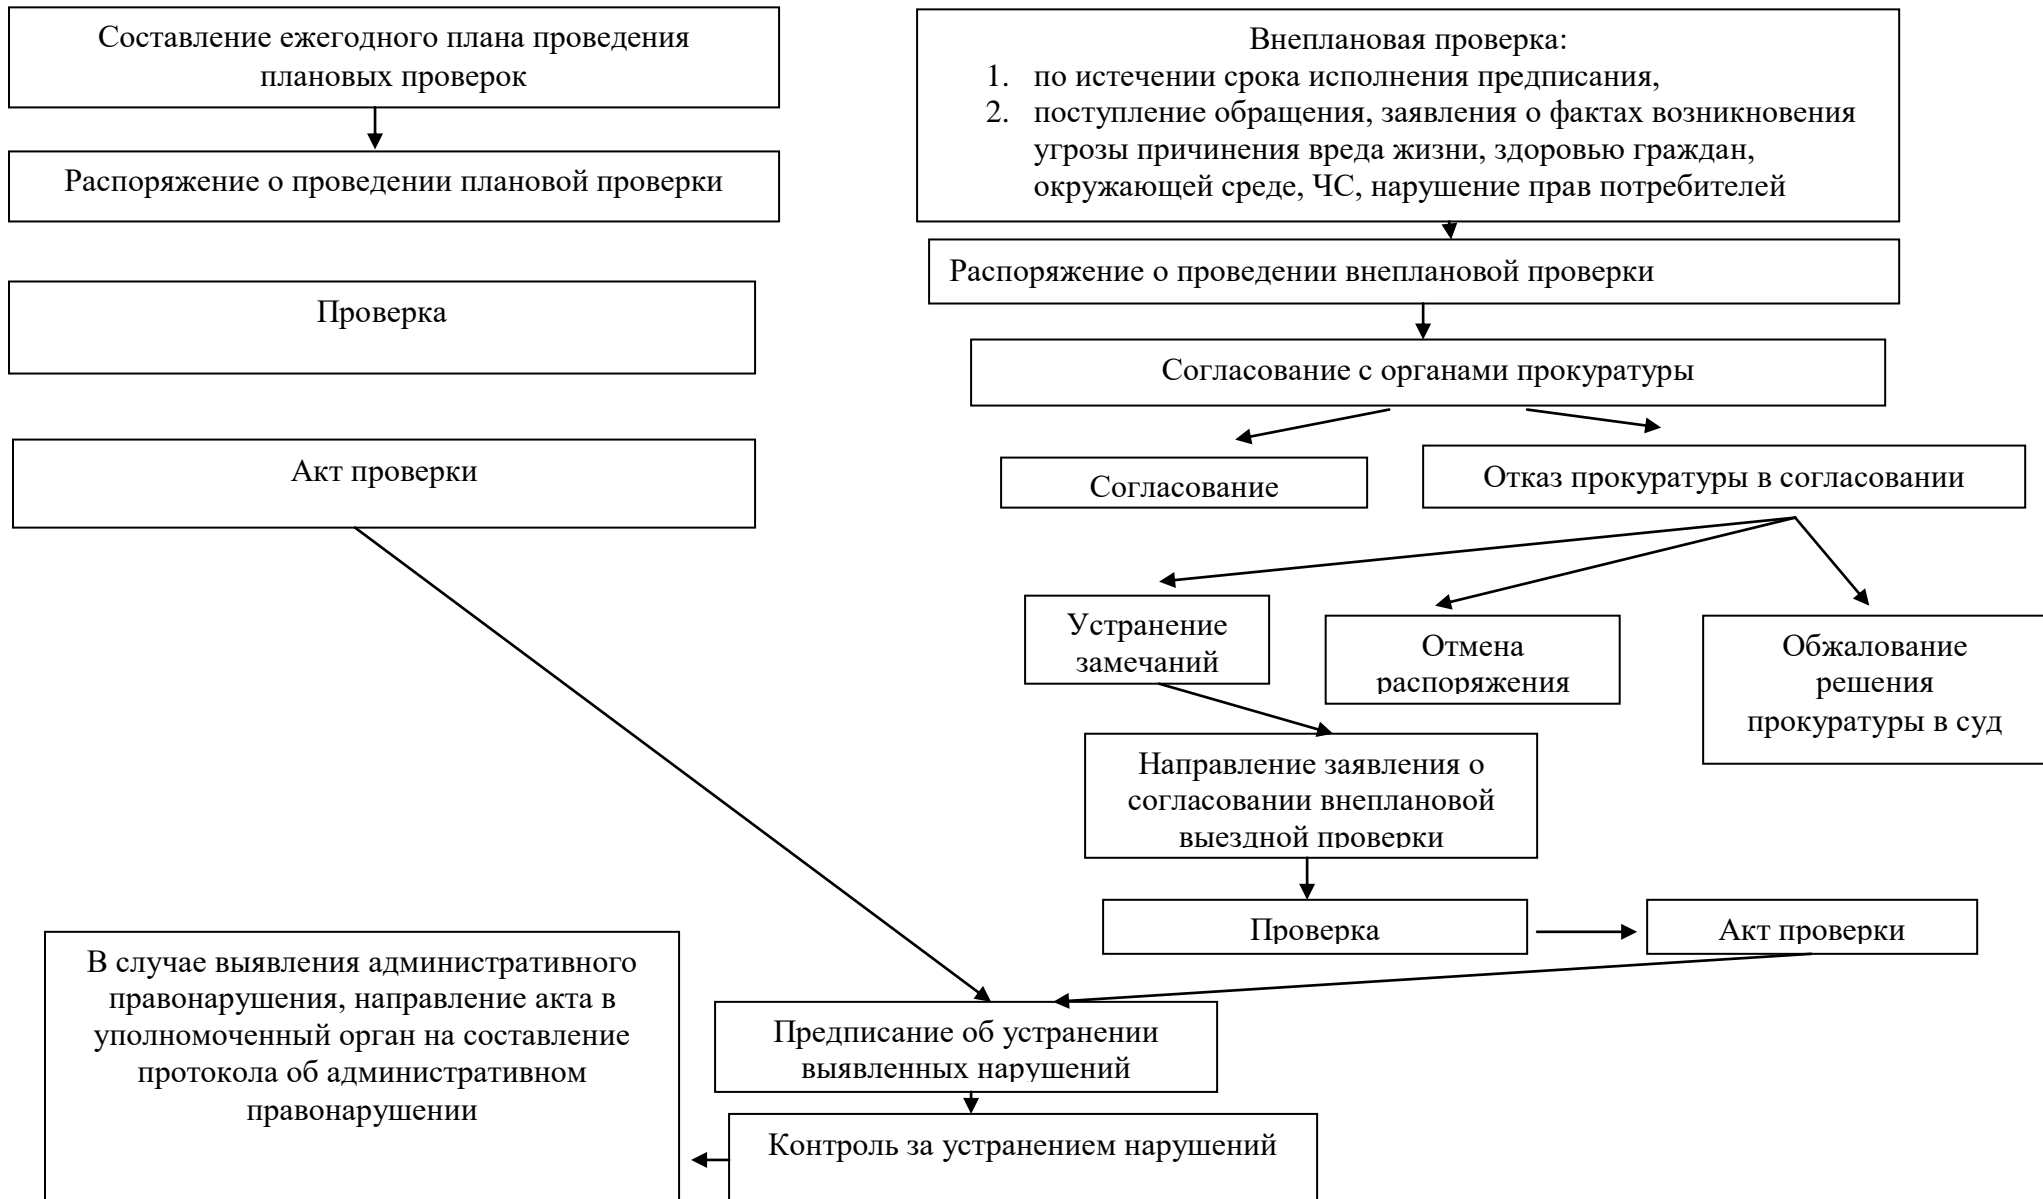 Составление ежегодного плана проведения
плановых проверок
Распоряжение о проведении плановой проверки
Проверка
Акт проверки
Внеплановая проверка:
1. по истечении срока исполнения предписания,
2. поступление обращения, заявления о фактах возникновения
угрозы причинения вреда жизни, здоровью граждан,
окружающей среде, ЧС, нарушение прав потребителей
Распоряжение о проведении внеплановой проверки
Согласование с органами прокуратуры
Согласование
Отказ прокуратуры в согласовании
Устранение
замечаний
Отмена
распоряжения
Обжалование
решения
прокуратуры в суд
Направление заявления о
согласовании внеплановой
выездной проверки
Проверка
Акт проверки
В случае выявления административного
правонарушения, направление акта в
уполномоченный орган на составление
протокола об административном
правонарушении
Предписание об устранении
выявленных нарушений
Контроль за устранением нарушений